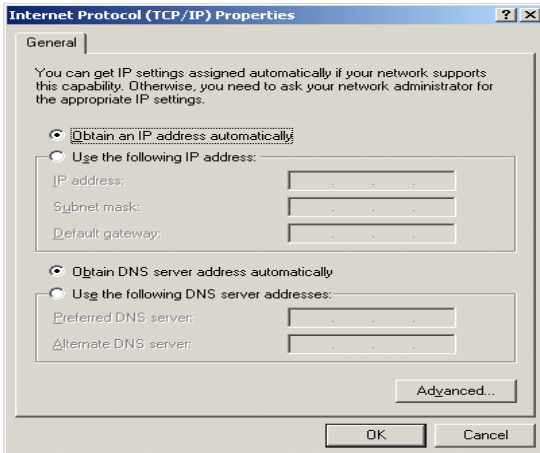 Internet Protocol (TCP/IP) Properties
General
You can get IP settings assigned automatically if your network supports
this capability. Otherwise, you need to ask your network administrator for
the appropriate IP settings.
Obtain an IP address automatically
Use the following IP address:
IP address:
Subnet mask:
Default gateway:
Obtain DNS server address automatically
Use the following DNS server addresses:
Preferred DNS server:
Alternate DNS server:
Advanced...
OK Cancel